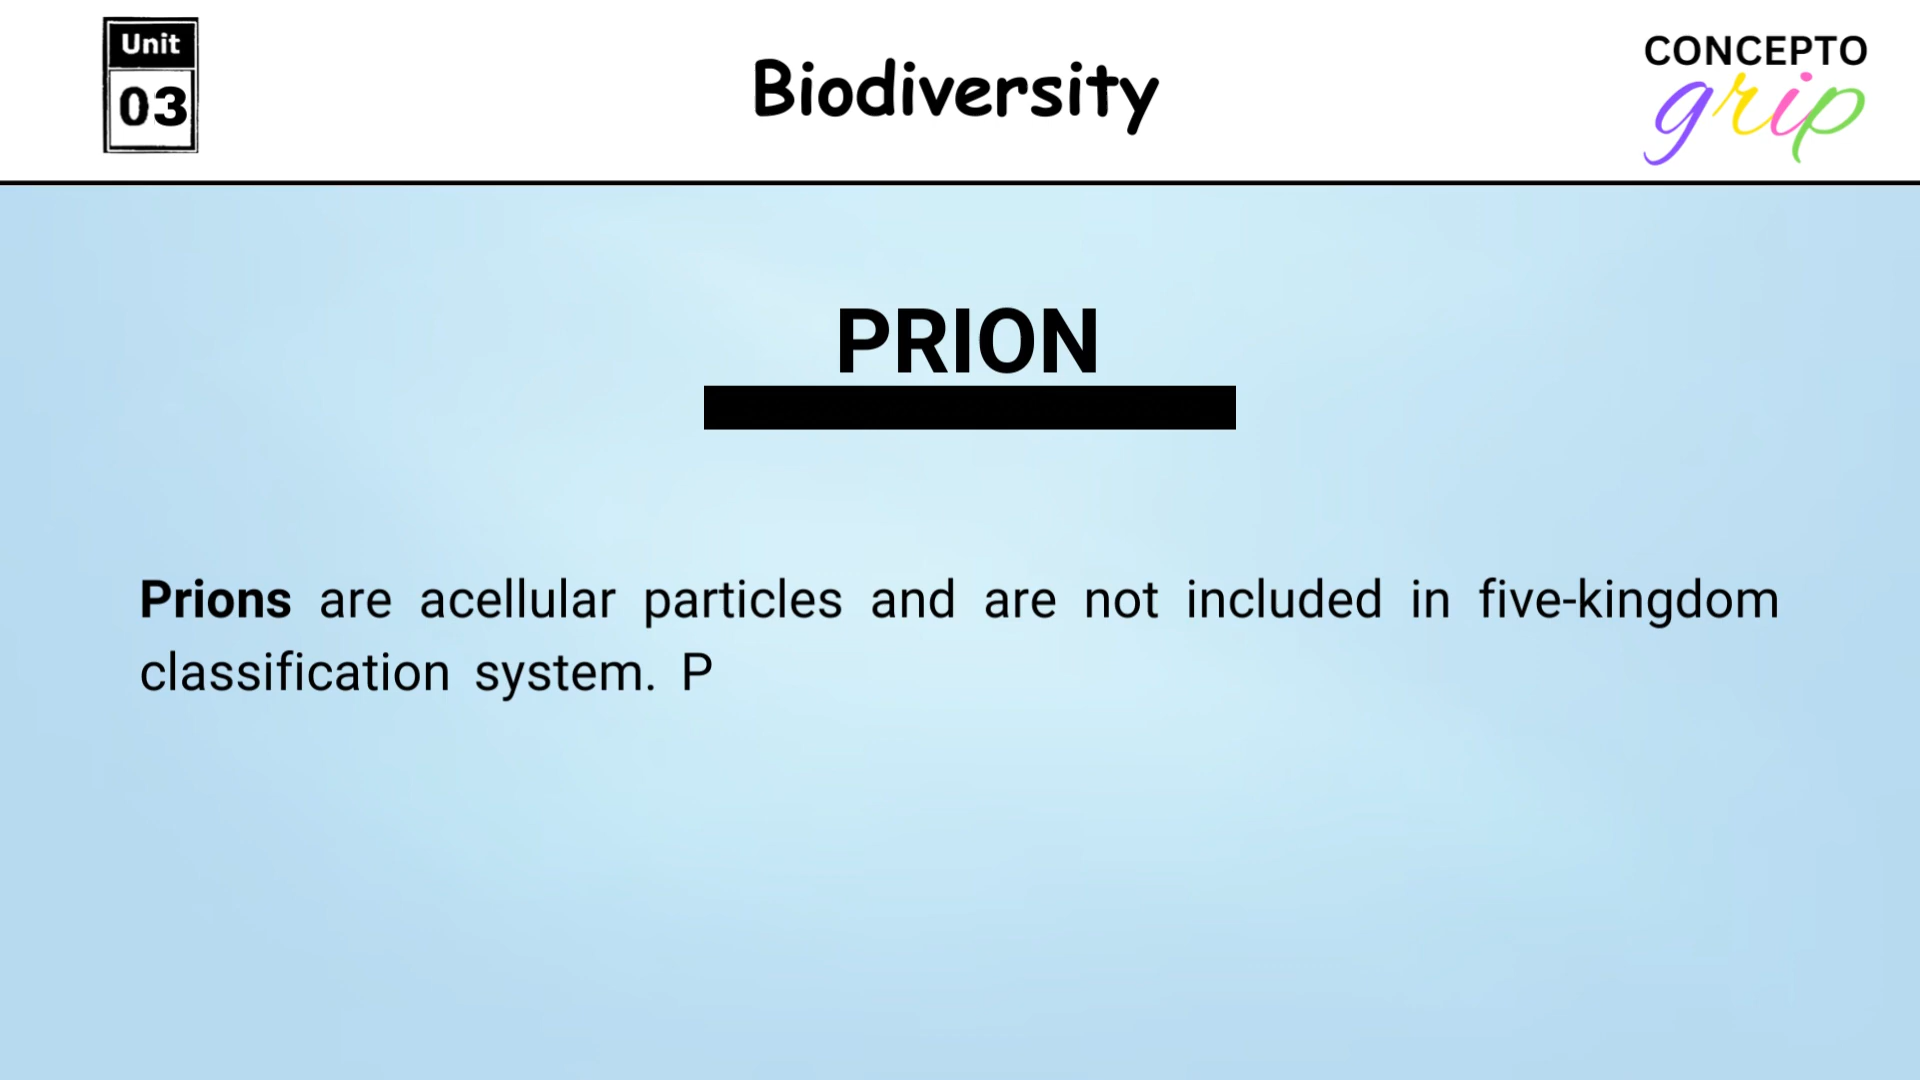 Unit
03
Biodiversity
CONCEPTO
grip
PRION
Prions are acellular particles and are not included in five-kingdom
classification system. P